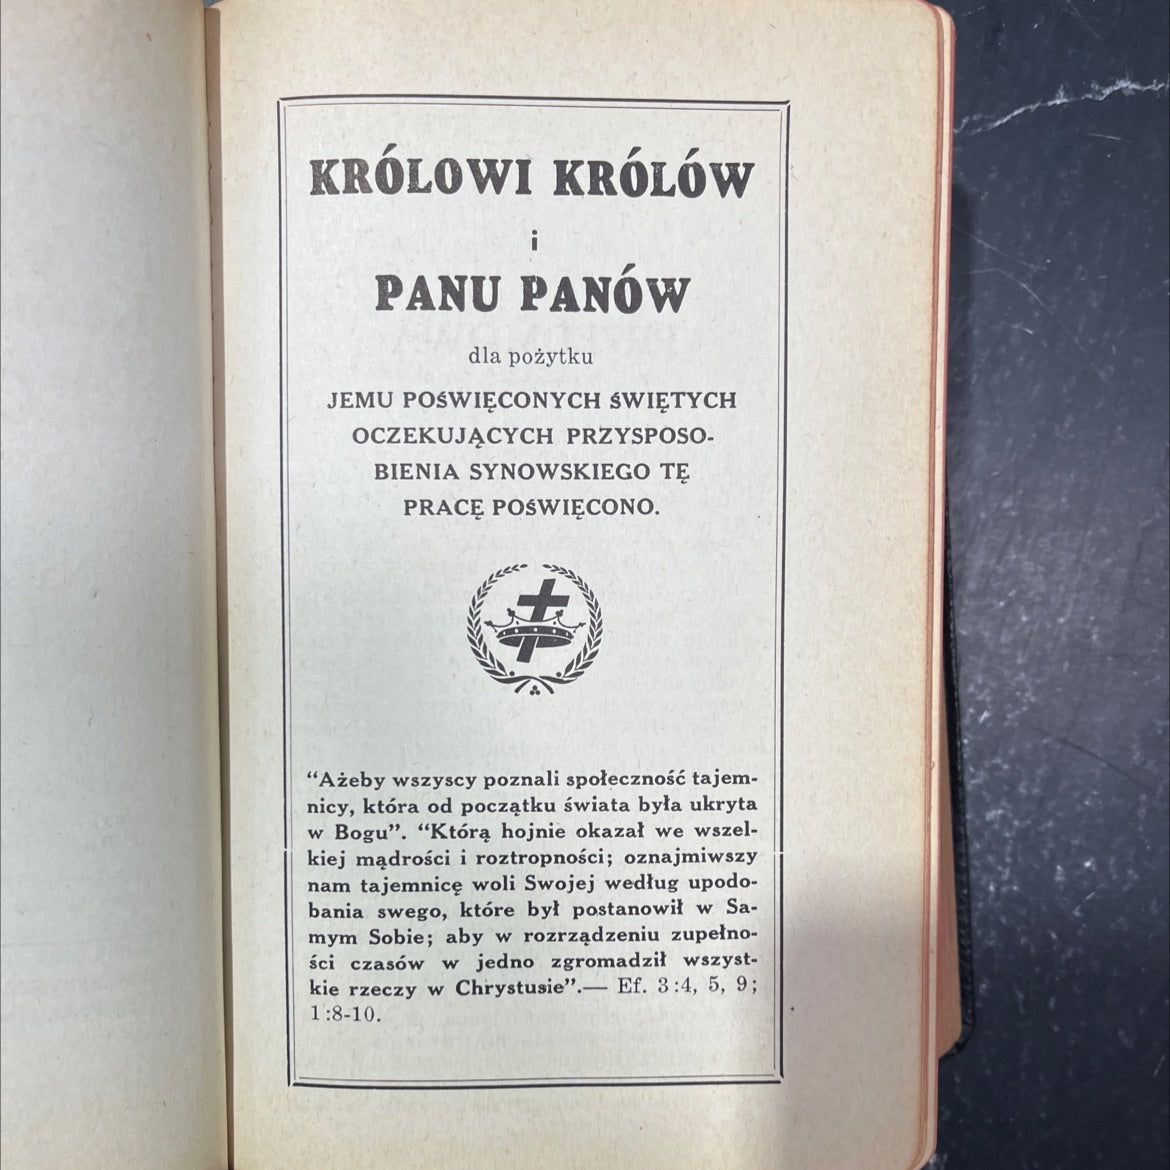 KRÓLOWI KRÓLÓW
i
PANU PANÓW
dla pożytku
JEMU POŚWIĘCONYCH ŚWIĘTYCH
OCZEKUJĄCYCH PRZYSPOSO-
BIENIA SYNOWSKIEGO TĘ
PRACĘ POŚWIĘCONO.
“Ażeby wszyscy poznali społeczność tajem-
nicy, która od początku świata była ukryta
w Bogu”. “Którą hojnie okazał we wszel-
kiej mądrości i roztropności; oznajmiwszy
nam tajemnicę woli Swojej według upodo-
bania swego, które był postanowił w Sa-
mym Sobie; aby w rozrządzeniu zupełno-
ści czasów w jedno zgromadził wszyst-
kie rzeczy w Chrystusie”.— Ef. 3:4, 5, 9;
1:8-10.